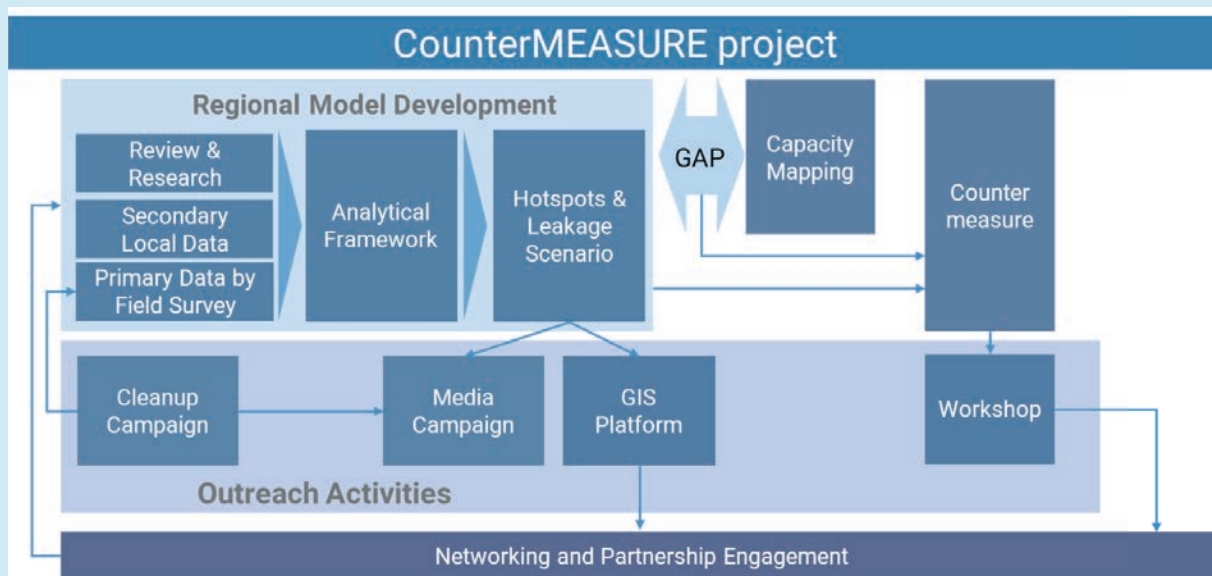 CounterMEASURE project
Regional Model Development
Review &
Research
Secondary
Local Data
Primary Data by
Field Survey
Analytical
Framework
Hotspots &
Leakage
Scenario
GAP
Capacity
Mapping
Counter
measure
Cleanup
Campaign
Media
Campaign
GIS
Platform
Workshop
Outreach Activities
Networking and Partnership Engagement